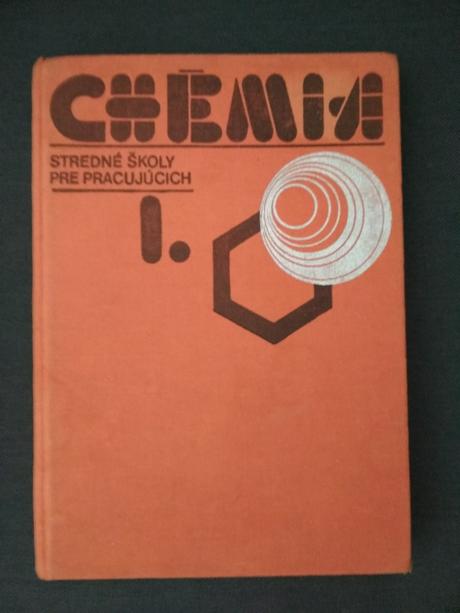 CHÉMIA
STREDNÉ ŠKOLY
PRE PRACUJÚCICH
I.